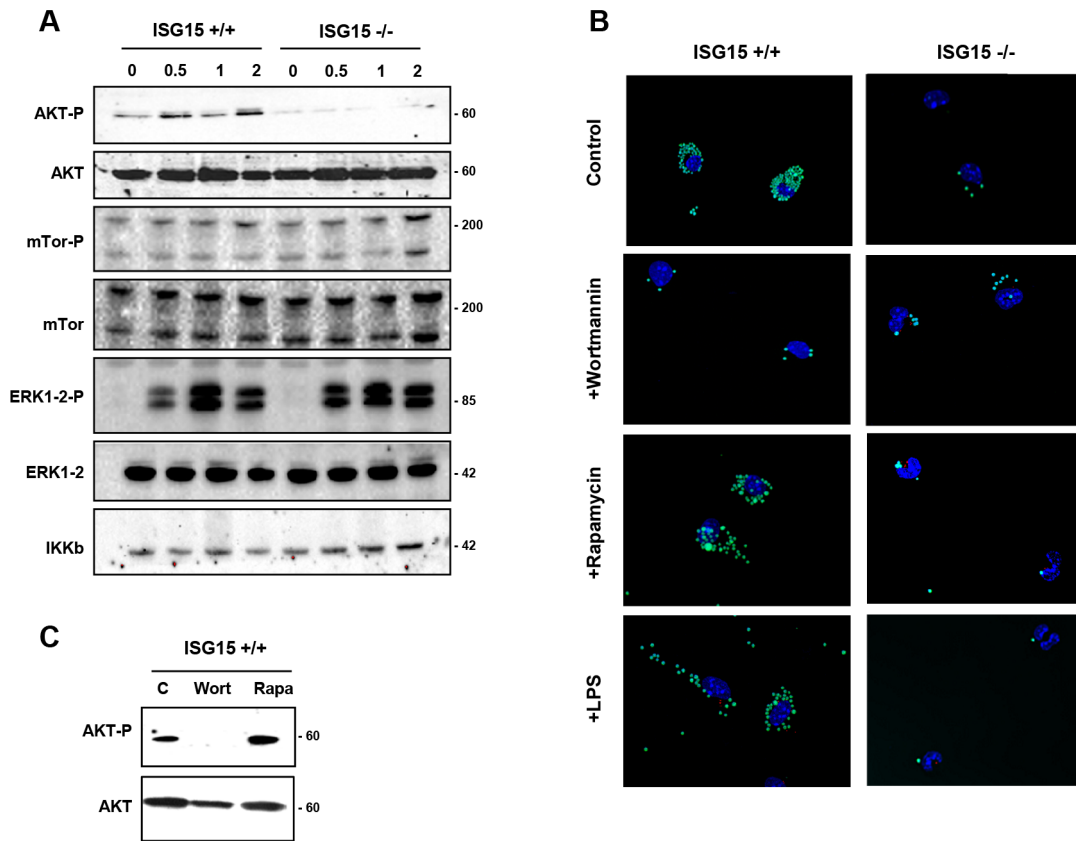 A
ISG15 +/+ ISG15 -/-
0 0.5 1 2 0 0.5 1 2
AKT-P - 60
AKT - 60
mTor-P - 200
mTor - 200
ERK1-2-P - 85
ERK1-2 - 42
IKKb - 42
B
ISG15 +/+ ISG15 -/-
Control
+Wortmannin
+Rapamycin
+LPS
C
ISG15 +/+
C Wort Rapa
AKT-P - 60
AKT - 60